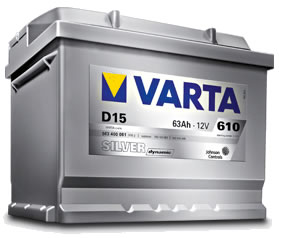 VARTA
D15 63Ah - 12V 610
SILVER dynamic
Johnson
Controls